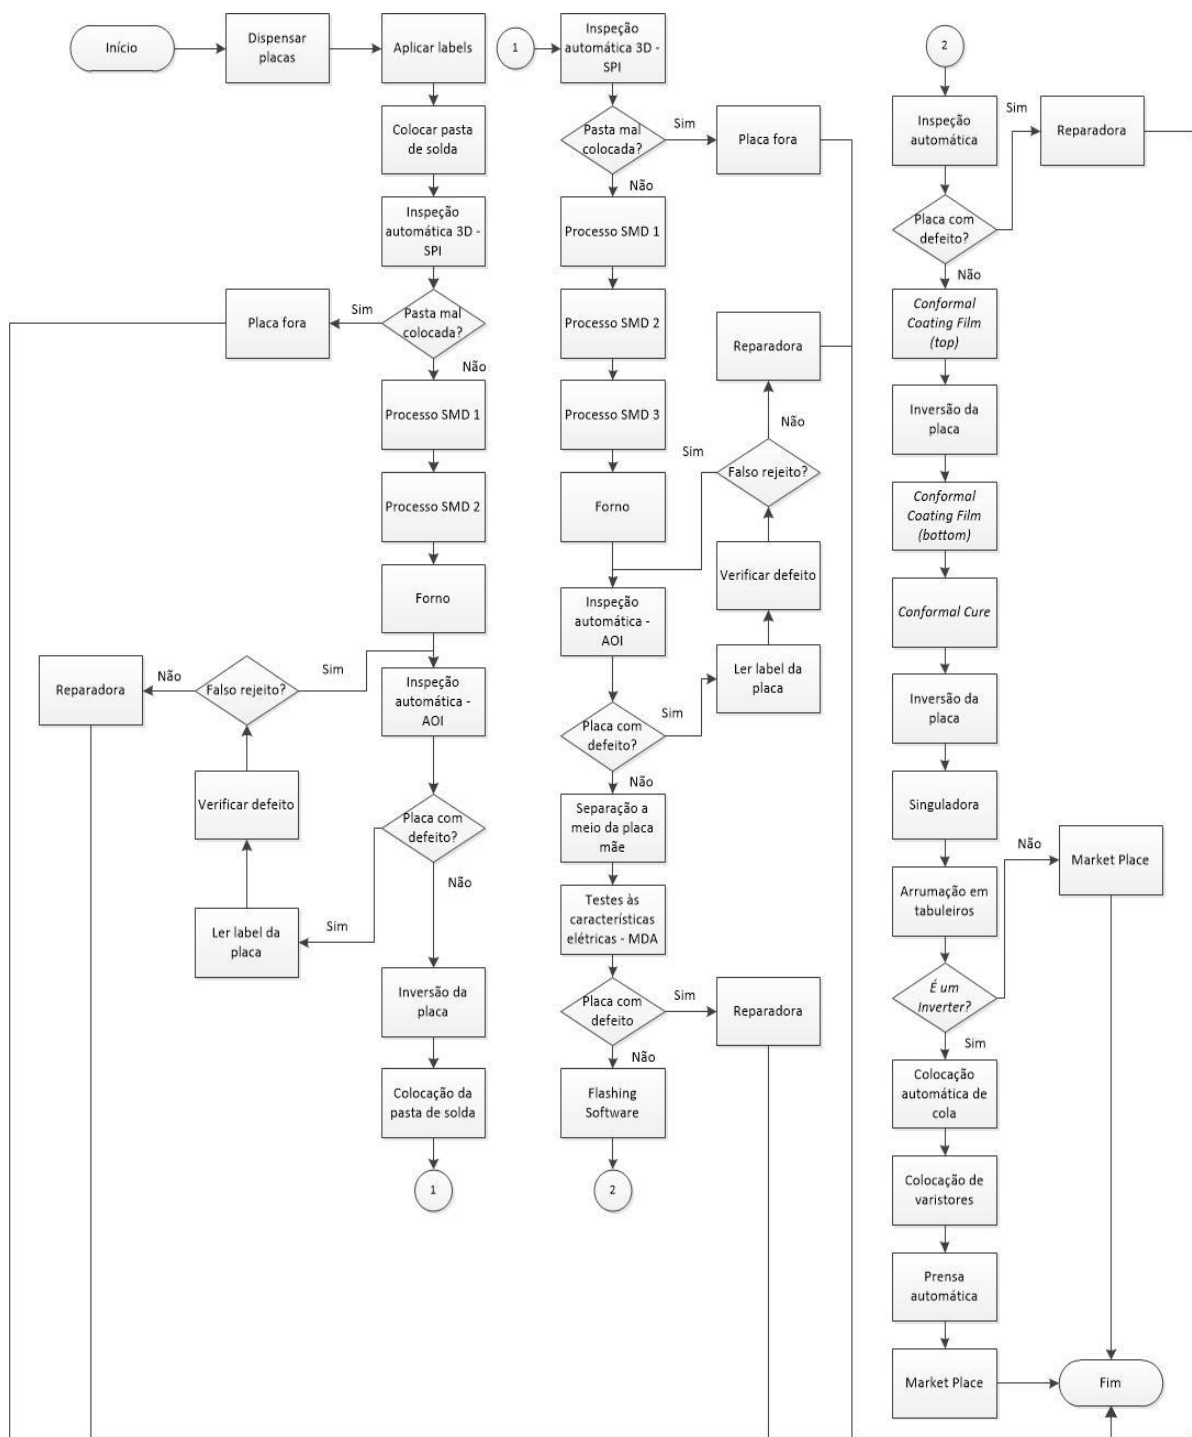 Início
Dispensar
placas
Aplicar labels
Colocar pasta
de solda
Inspeção
automática 3D -
SPI
Pasta mal
colocada?
Sim
Placa fora
Não
Processo SMD 1
Processo SMD 2
Forno
Inspeção
automática -
AOI
Placa com
defeito?
Sim
Ler label da
placa
Verificar defeito
Falso rejeito?
Sim
Não
Reparadora
Não
Inversão da
placa
Colocação da
pasta de solda
1
1
Inspeção
automática 3D -
SPI
Pasta mal
colocada?
Sim
Placa fora
Não
Processo SMD 1
Processo SMD 2
Processo SMD 3
Forno
Inspeção
automática -
AOI
Placa com
defeito?
Sim
Ler label da
placa
Verificar defeito
Falso rejeito?
Sim
Não
Reparadora
Não
Separação a
meio da placa
mãe
Testes às
características
elétricas - MDA
Placa com
defeito
Sim
Reparadora
Não
Flashing
Software
2
2
Inspeção
automática
Placa com
defeito?
Sim
Reparadora
Não
Conformal
Coating Film
(top)
Inversão da
placa
Conformal
Coating Film
(bottom)
Conformal Cure
Inversão da
placa
Singuladora
Arrumação em
tabuleiros
É um
Inverter?
Não
Market Place
Sim
Colocação
automática de
cola
Colocação de
varistores
Prensa
automática
Market Place
Fim